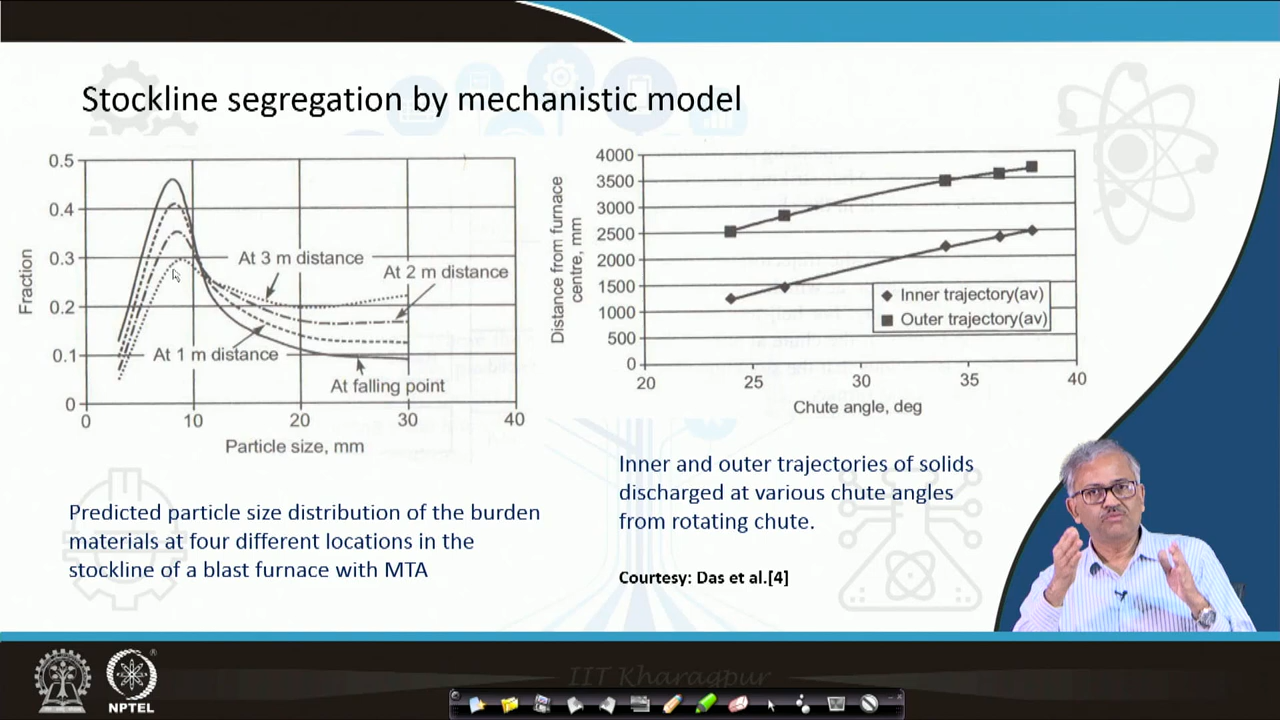 Stockline segregation by mechanistic model
0.5
0.4
0.3
0.2
0.1
0
Fraction
At 3 m distance
At 2 m distance
At 1 m distance
At falling point
0
10
20
30
40
Particle size, mm
4000
3500
3000
2500
2000
1500
1000
500
0
Distance from furnace
centre, mm
Inner trajectory(av)
Outer trajectory(av)
20
25
30
35
40
Chute angle, deg
Predicted particle size distribution of the burden
materials at four different locations in the
stockline of a blast furnace with MTA
Inner and outer trajectories of solids
discharged at various chute angles
from rotating chute.
Courtesy: Das et al.[4]
IIT Kharagpur
NPTEL